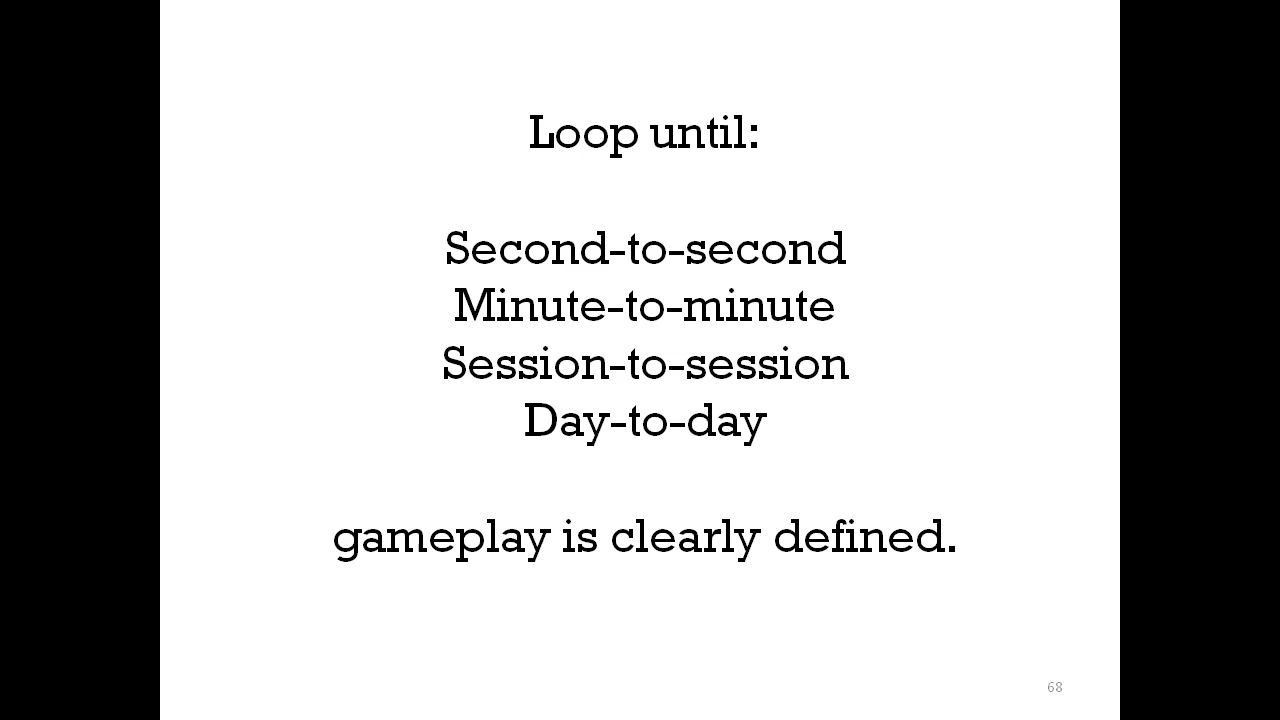 Loop until:
Second-to-second
Minute-to-minute
Session-to-session
Day-to-day
gameplay is clearly defined.
68